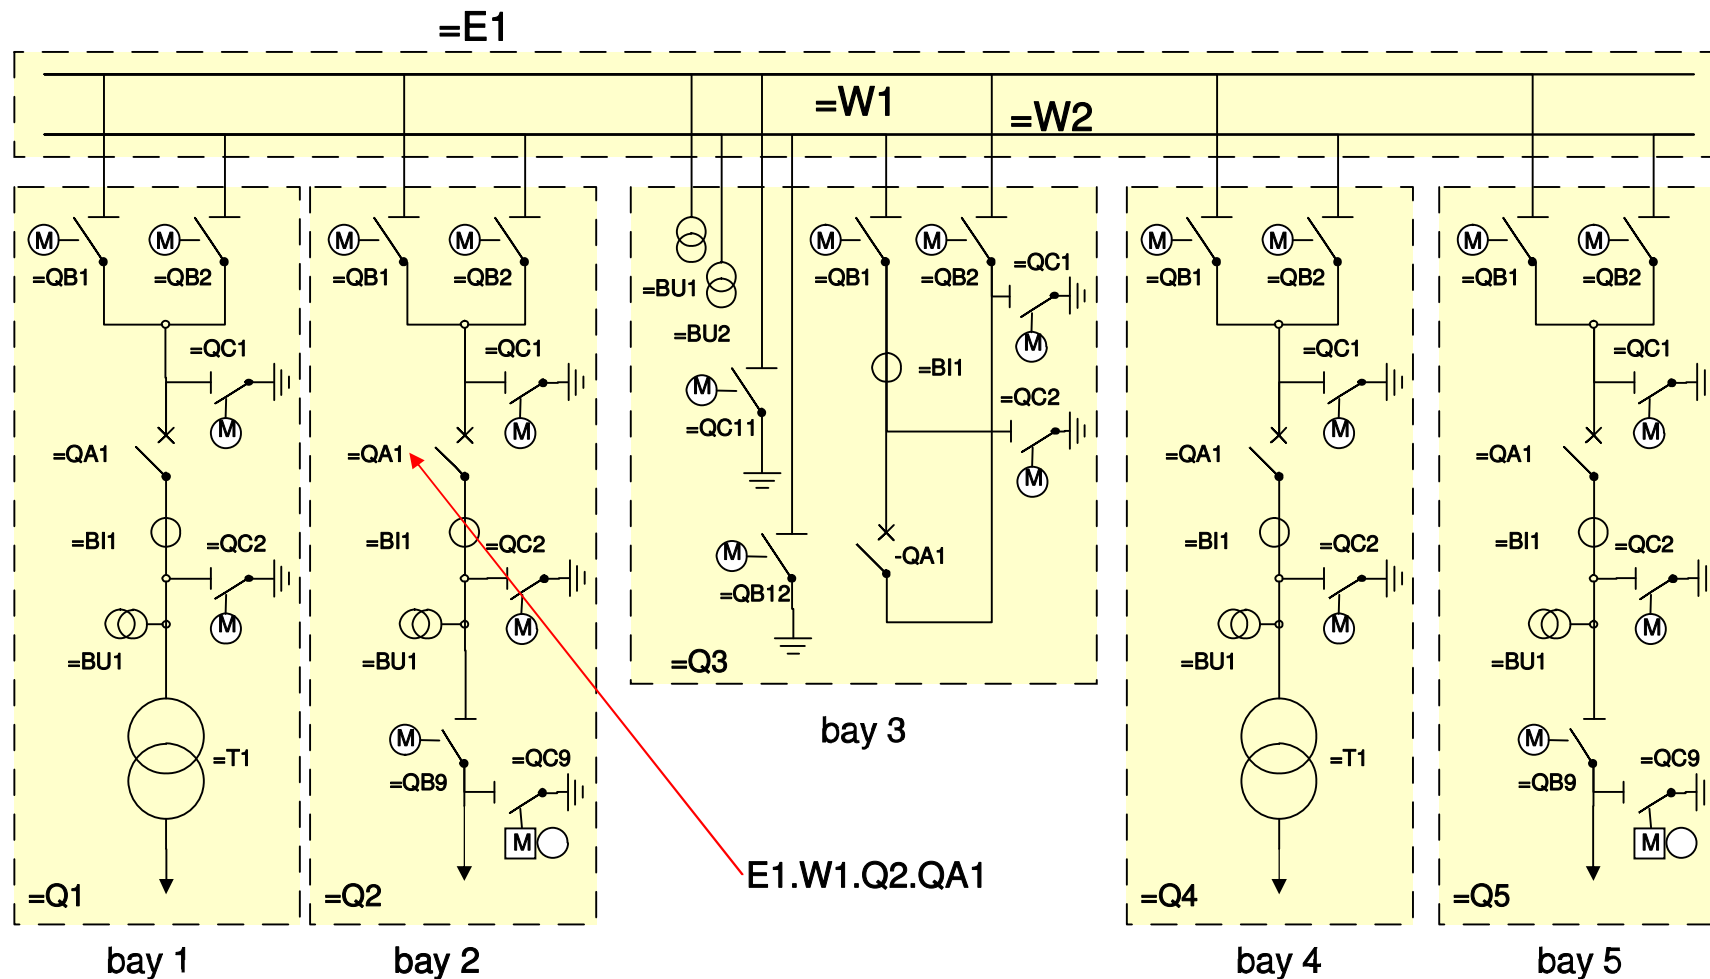 =E1
=W1
=W2
M
=QB1
M
=QB2
=QC1
M
=QA1
=BI1
=QC2
M
=BU1
=T1
=Q1
bay 1
M
=QB1
M
=QB2
=QC1
M
=QA1
=BI1
=QC2
M
=BU1
M
=QB9
=QC9
M
=Q2
bay 2
E1.W1.Q2.QA1
=BU1
=BU2
M
=QC11
M
=QB12
M
=QB1
M
=QB2
=QC1
M
=BI1
=QC2
M
-QA1
=Q3
bay 3
M
=QB1
M
=QB2
=QC1
M
=QA1
=BI1
=QC2
M
=BU1
=T1
=Q4
bay 4
M
=QB1
M
=QB2
=QC1
M
=QA1
=BI1
=QC2
M
=BU1
M
=QB9
=QC9
M
=Q5
bay 5